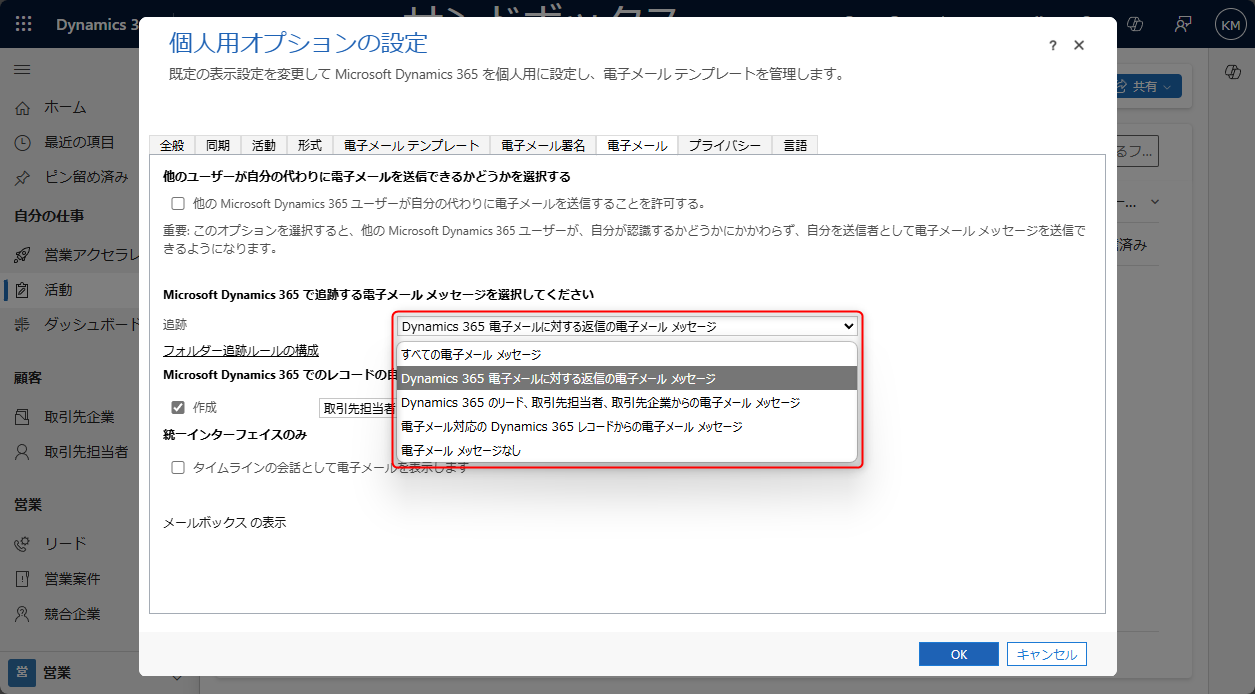 Dynamics 3
KM
個人用オプションの設定
?
既定の表示設定を変更して Microsoft Dynamics 365 を個人用に設定し、電子メール テンプレートを管理します。
共有
ホーム
最近の項目
ピン留め済み
自分の仕事
営業アクセラレ
活動
ダッシュボード
顧客
取引先企業
取引先担当者
営業
リード
営業案件
競合企業
営 営業
全般 同期 活動 形式 電子メール テンプレート 電子メール署名 電子メール プライバシー 言語
他のユーザーが自分の代わりに電子メールを送信できるかどうかを選択する
他の Microsoft Dynamics 365 ユーザーが自分の代わりに電子メールを送信することを許可する。
重要: このオプションを選択すると、他の Microsoft Dynamics 365 ユーザーが、自分が認識するかどうかにかかわらず、自分を送信者として電子メール メッセージを送信で
きるようになります。
Microsoft Dynamics 365 で追跡する電子メール メッセージを選択してください
追跡
Dynamics 365 電子メールに対する返信の電子メール メッセージ
すべての電子メール メッセージ
Dynamics 365 電子メールに対する返信の電子メール メッセージ
Dynamics 365 のリード、取引先担当者、取引先企業からの電子メール メッセージ
電子メール対応の Dynamics 365 レコードからの電子メール メッセージ
電子メール メッセージなし
フォルダー追跡ルールの構成
Microsoft Dynamics 365 でのレコードの自
作成
取引先担当者
統一インターフェイスのみ
タイムラインの会話として電子メールを表示します
メールボックス の表示
るフ...
ー...
済み
OK
キャンセル